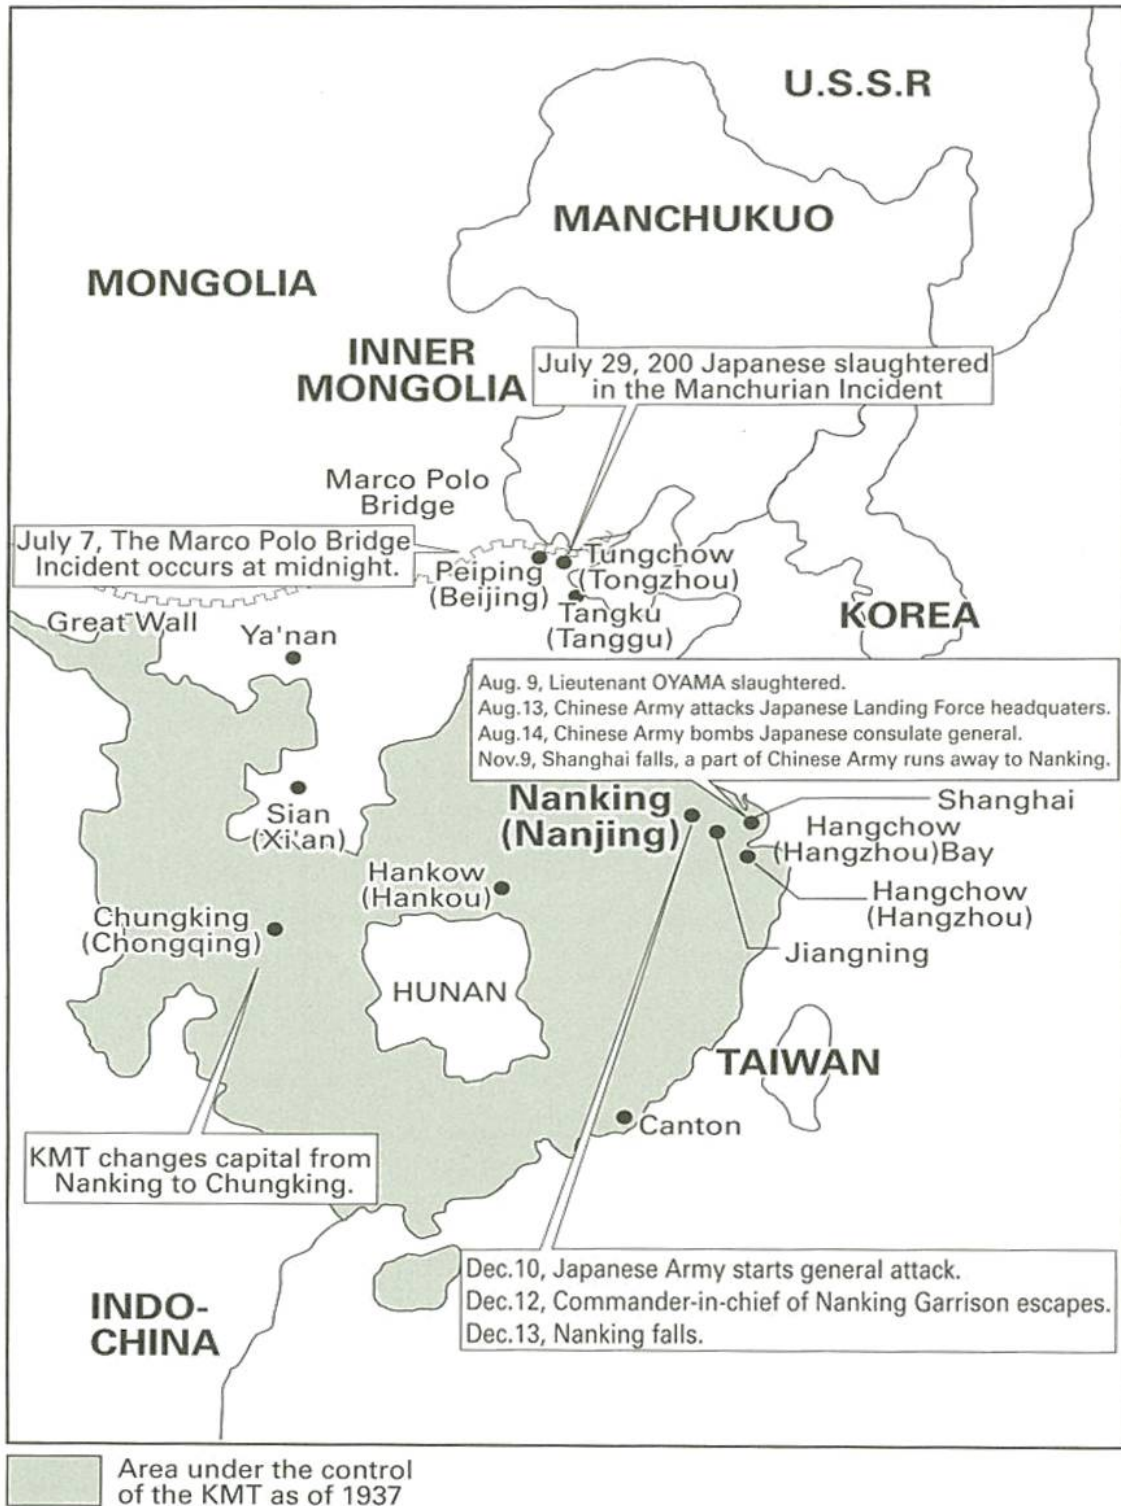 U.S.S.R
MANCHUKUO
MONGOLIA
INNER
MONGOLIA
July 29, 200 Japanese slaughtered
in the Manchurian Incident
Marco Polo
Bridge
July 7, The Marco Polo Bridge
Incident occurs at midnight.
Peiping
(Beijing)
Tungchow
(Tongzhou)
Tangku
(Tanggu)
Great Wall
Ya'nan
KOREA
Aug. 9, Lieutenant OYAMA slaughtered.
Aug.13, Chinese Army attacks Japanese Landing Force headquaters.
Aug.14, Chinese Army bombs Japanese consulate general.
Nov.9, Shanghai falls, a part of Chinese Army runs away to Nanking.
Sian
(Xi'an)
Nanking
(Nanjing)
Shanghai
Hangchow
(Hangzhou)Bay
Hankow
(Hankou)
Hangchow
(Hangzhou)
Chungking
(Chongqing)
Jiangning
HUNAN
TAIWAN
Canton
KMT changes capital from
Nanking to Chungking.
Dec.10, Japanese Army starts general attack.
Dec.12, Commander-in-chief of Nanking Garrison escapes.
Dec.13, Nanking falls.
INDO-
CHINA
Area under the control
of the KMT as of 1937